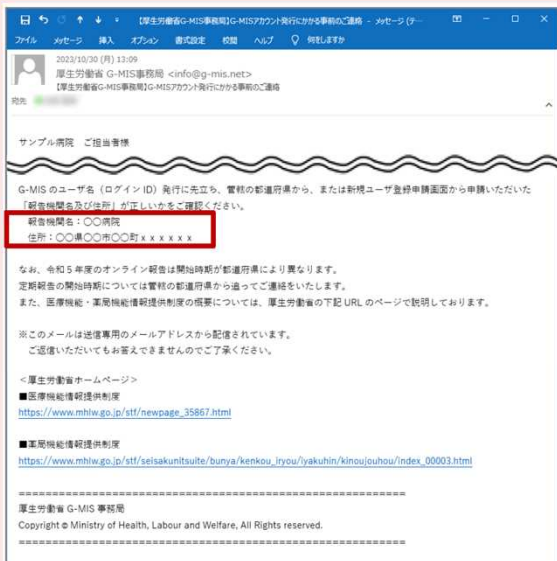 【厚生労働省G-MIS事務局】G-MISアカウント発行にかかる事前のご連絡 - メッセージ (テ…
ファイル メッセージ 挿入 オプション 書式設定 校閲 ヘルプ 何をしますか
2023/10/30 (月) 13:09
厚生労働省 G-MIS事務局 <info@g-mis.net>
【厚生労働省G-MIS事務局】G-MISアカウント発行にかかる事前のご連絡
宛先
サンプル病院 ご担当者様
G-MIS のユーザ名（ログイン ID）発行に先立ち、管轄の都道府県から、または新規ユーザ登録申請画面から申請いただいた
「報告機関名及び住所」が正しいかをご確認ください。
報告機関名：〇〇病院
住所：〇〇県〇〇市〇〇町ｘｘｘｘｘｘ
なお、令和５年度のオンライン報告は開始時期が都道府県により異なります。
定期報告の開始時期については管轄の都道府県から追ってご連絡をいたします。
また、医療機能・薬局機能情報提供制度の概要については、厚生労働省の下記 URL のページで説明しております。
※このメールは送信専用のメールアドレスから配信されています。
ご返信いただいてもお答えできませんのでご了承ください。
＜厚生労働省ホームページ＞
■医療機能情報提供制度
https://www.mhlw.go.jp/stf/newpage_35867.html
■薬局機能情報提供制度
https://www.mhlw.go.jp/stf/seisakunitsuite/bunya/kenkou_iryou/iyakuhin/kinoujouhou/index_00003.html
============================================================
厚生労働省 G-MIS 事務局
Copyright © Ministry of Health, Labour and Welfare, All Rights reserved.
============================================================